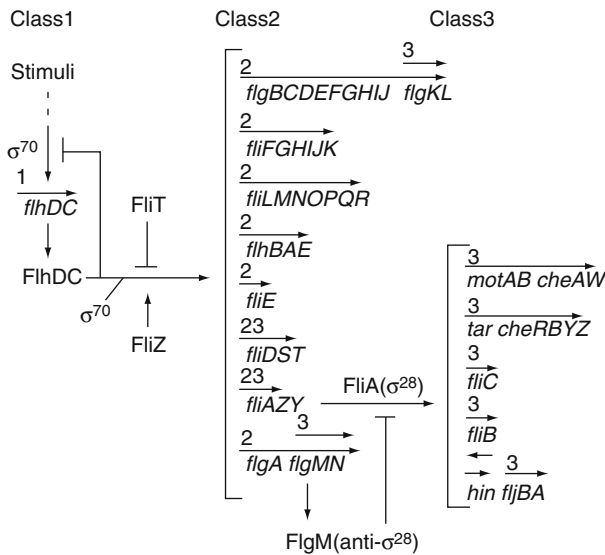 Class1
Class2
Class3
Stimuli
σ70
1
flhDC
FlhDC
σ70
FliT
FliZ
2
3
flgBCDEFGHIJ flgKL
2
fliFGHIJK
2
fliLMNOPQR
2
flhBAE
2
fliE
23
fliDST
23
fliAZY
FliA(σ28)
2
3
flgA flgMN
FlgM(anti-σ28)
3
motAB cheAW
3
tar cheRBYZ
3
fliC
3
fliB
3
hin fljBA